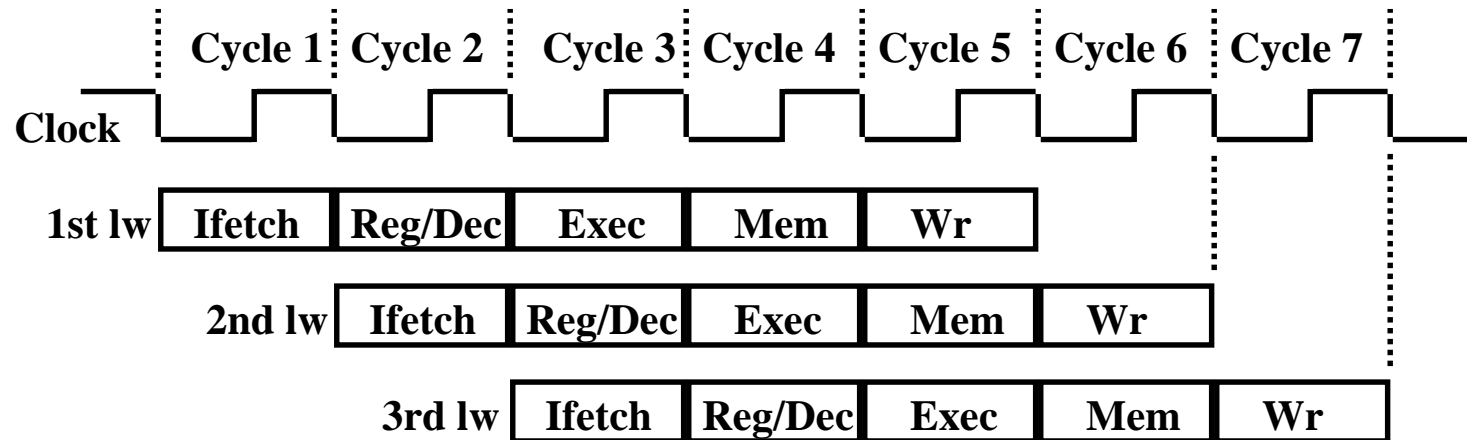 Cycle 1 Cycle 2 Cycle 3 Cycle 4 Cycle 5 Cycle 6 Cycle 7
Clock
1st lw Ifetch Reg/Dec Exec Mem Wr
2nd lw Ifetch Reg/Dec Exec Mem Wr
3rd lw Ifetch Reg/Dec Exec Mem Wr